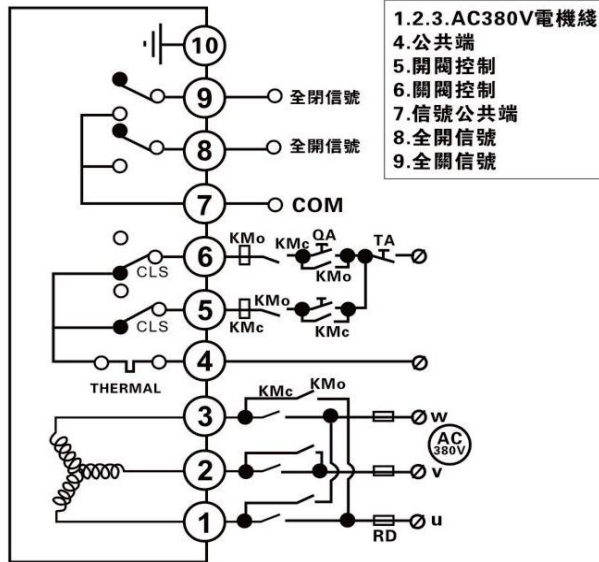 1.2.3.AC380V電機綫
4.公共端
5.開閥控制
6.關閥控制
7.信號公共端
8.全開信號
9.全關信號
10
9
全閉信號
8
全開信號
7
COM
6
CLS
KMo
KMc
QA
KMo
TA
5
CLS
KMo
KMc
KMc
4
THERMAL
3
KMc
KMo
w
AC
380V
2
v
1
RD
u